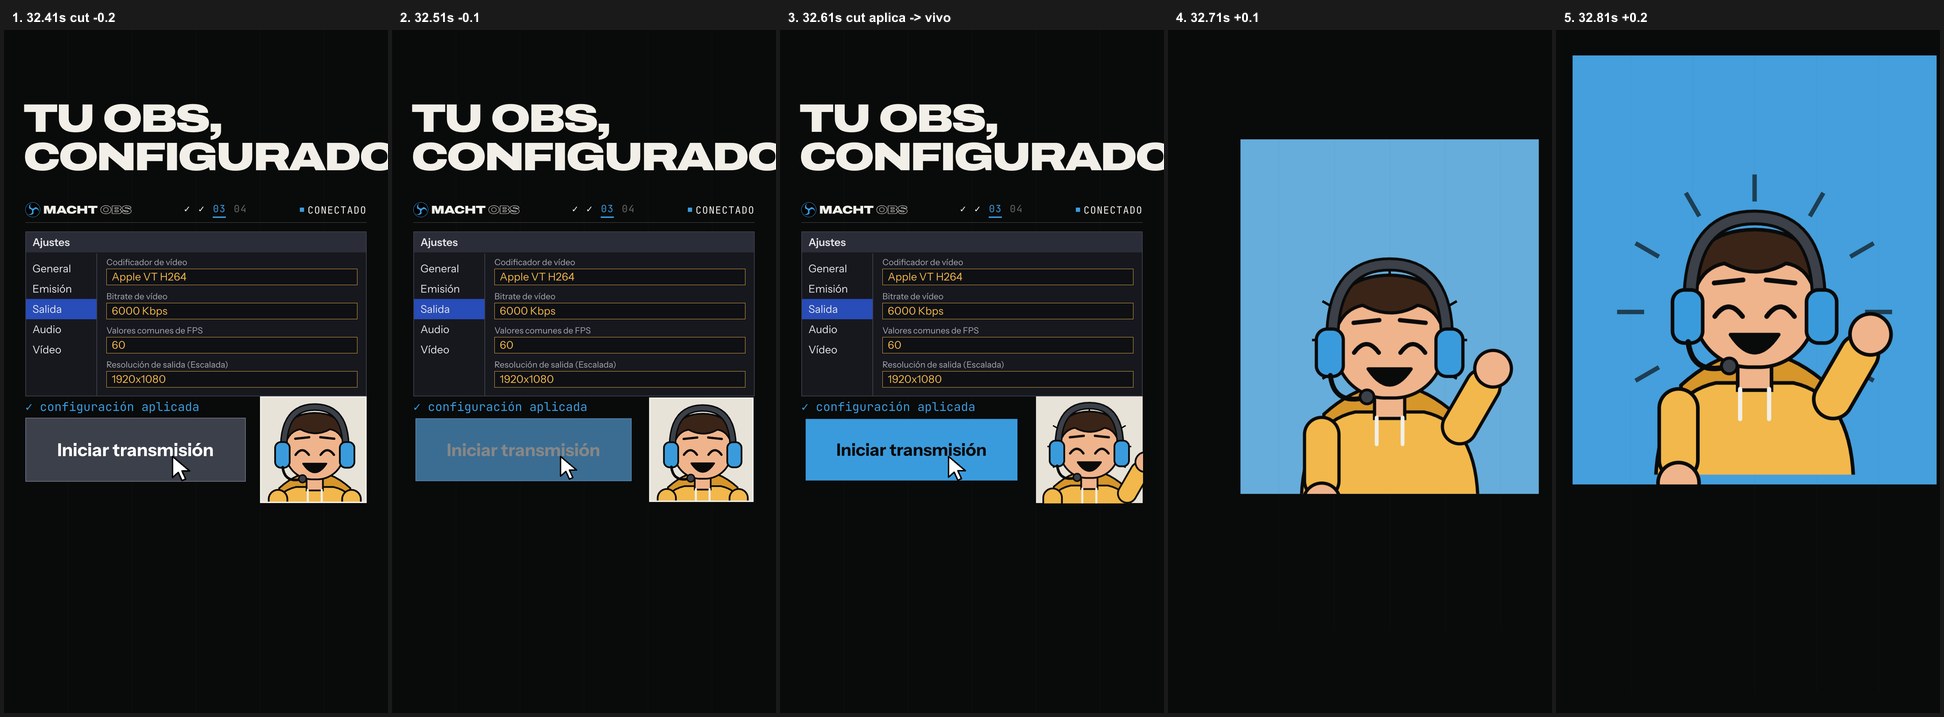 1. 32.41s cut -0.2
TU OBS,
CONFIGURADO
MACHT OBS
✓ ✓ 03 04
CONECTADO
Ajustes
General
Emisión
Salida
Audio
Vídeo
Codificador de vídeo
Apple VT H264
Bitrate de vídeo
6000 Kbps
Valores comunes de FPS
60
Resolución de salida (Escalada)
1920x1080
✓ configuración aplicada
Iniciar transmisión
2. 32.51s -0.1
TU OBS,
CONFIGURADO
MACHT OBS
✓ ✓ 03 04
CONECTADO
Ajustes
General
Emisión
Salida
Audio
Vídeo
Codificador de vídeo
Apple VT H264
Bitrate de vídeo
6000 Kbps
Valores comunes de FPS
60
Resolución de salida (Escalada)
1920x1080
✓ configuración aplicada
Iniciar transmisión
3. 32.61s cut aplica -> vivo
TU OBS,
CONFIGURADO
MACHT OBS
✓ ✓ 03 04
CONECTADO
Ajustes
General
Emisión
Salida
Audio
Vídeo
Codificador de vídeo
Apple VT H264
Bitrate de vídeo
6000 Kbps
Valores comunes de FPS
60
Resolución de salida (Escalada)
1920x1080
✓ configuración aplicada
Iniciar transmisión
4. 32.71s +0.1
5. 32.81s +0.2